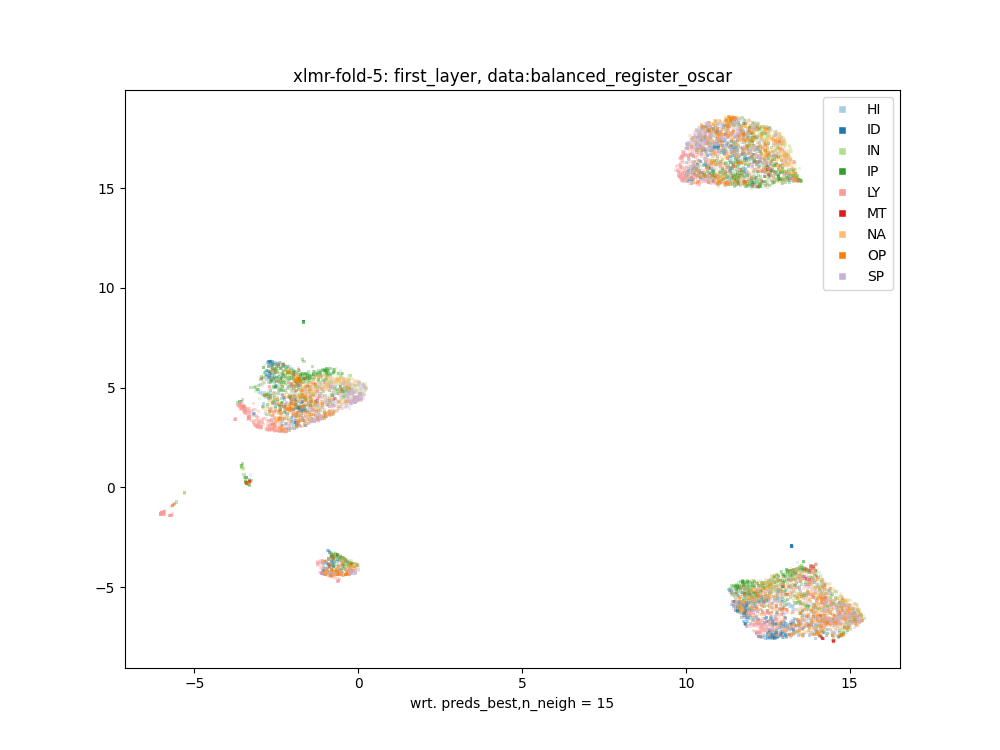 xlmr-fold-5: first_layer, data:balanced_register_oscar
HI
ID
IN
IP
LY
MT
NA
OP
SP
15
10
5
0
−5
−5
0
5
10
15
wrt. preds_best,n_neigh = 15